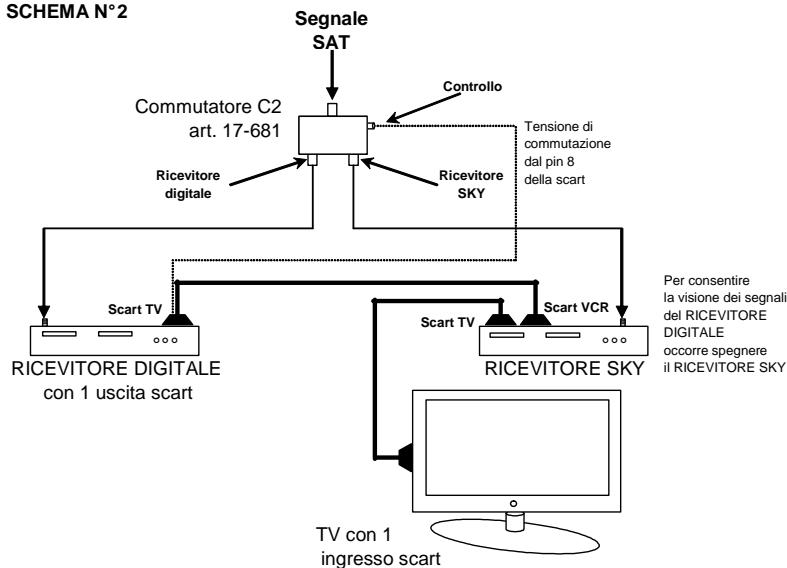 SCHEMA N°2
Segnale
SAT
Controllo
Commutatore C2
art. 17-681
Tensione di
commutazione
dal pin 8
della scart
Ricevitore
digitale
Ricevitore
SKY
Scart TV
Scart TV
Scart VCR
Per consentire
la visione dei segnali
del RICEVITORE
DIGITALE
occorre spegnere
il RICEVITORE SKY
RICEVITORE DIGITALE
con 1 uscita scart
RICEVITORE SKY
TV con 1
ingresso scart